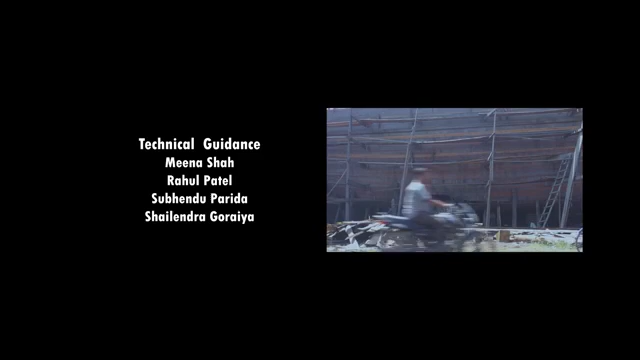 Technical Guidance
Meena Shah
Rahul Patel
Subhendu Parida
Shailendra Goraiya